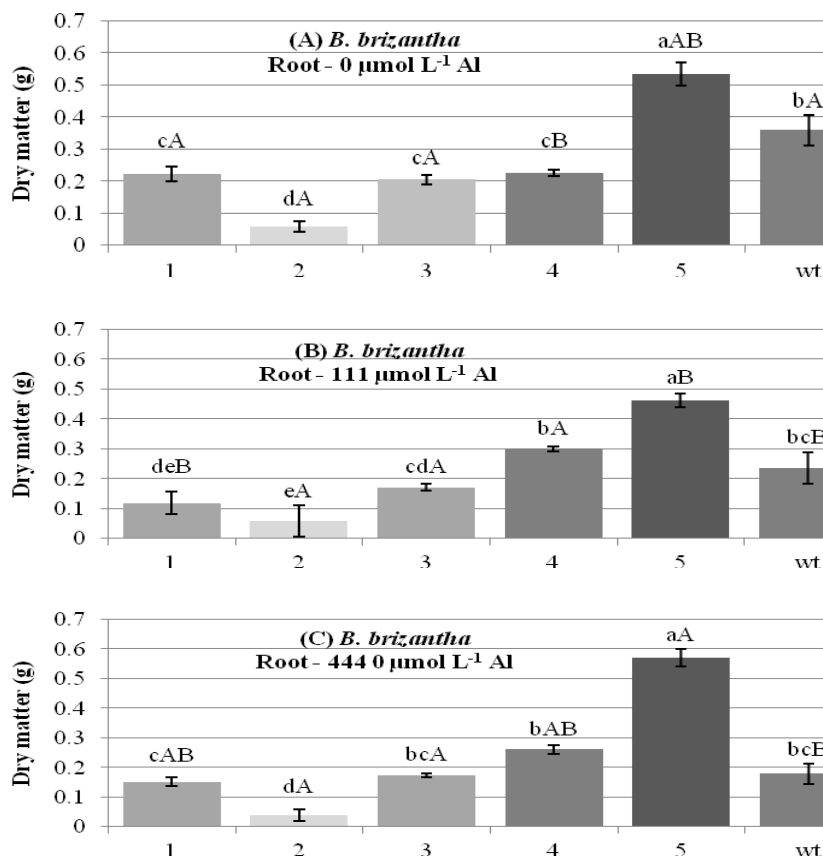 0.7
(A) B. brizantha
Root - 0 µmol L⁻¹ Al
aAB
0.6
0.5
bA
0.4
cA
cA
cB
0.3
dA
0.2
0.1
0
Dry matter (g)
1 2 3 4 5 wt
0.7
(B) B. brizantha
Root - 111 µmol L⁻¹ Al
0.6
aB
0.5
0.4
bA
bcB
0.3
deB
eA
cdA
0.2
0.1
0
Dry matter (g)
1 2 3 4 5 wt
0.7
(C) B. brizantha
Root - 444 0 µmol L⁻¹ Al
aA
0.6
0.5
0.4
bAB
0.3
cAB
bcA
bcB
0.2
dA
0.1
0
Dry matter (g)
1 2 3 4 5 wt